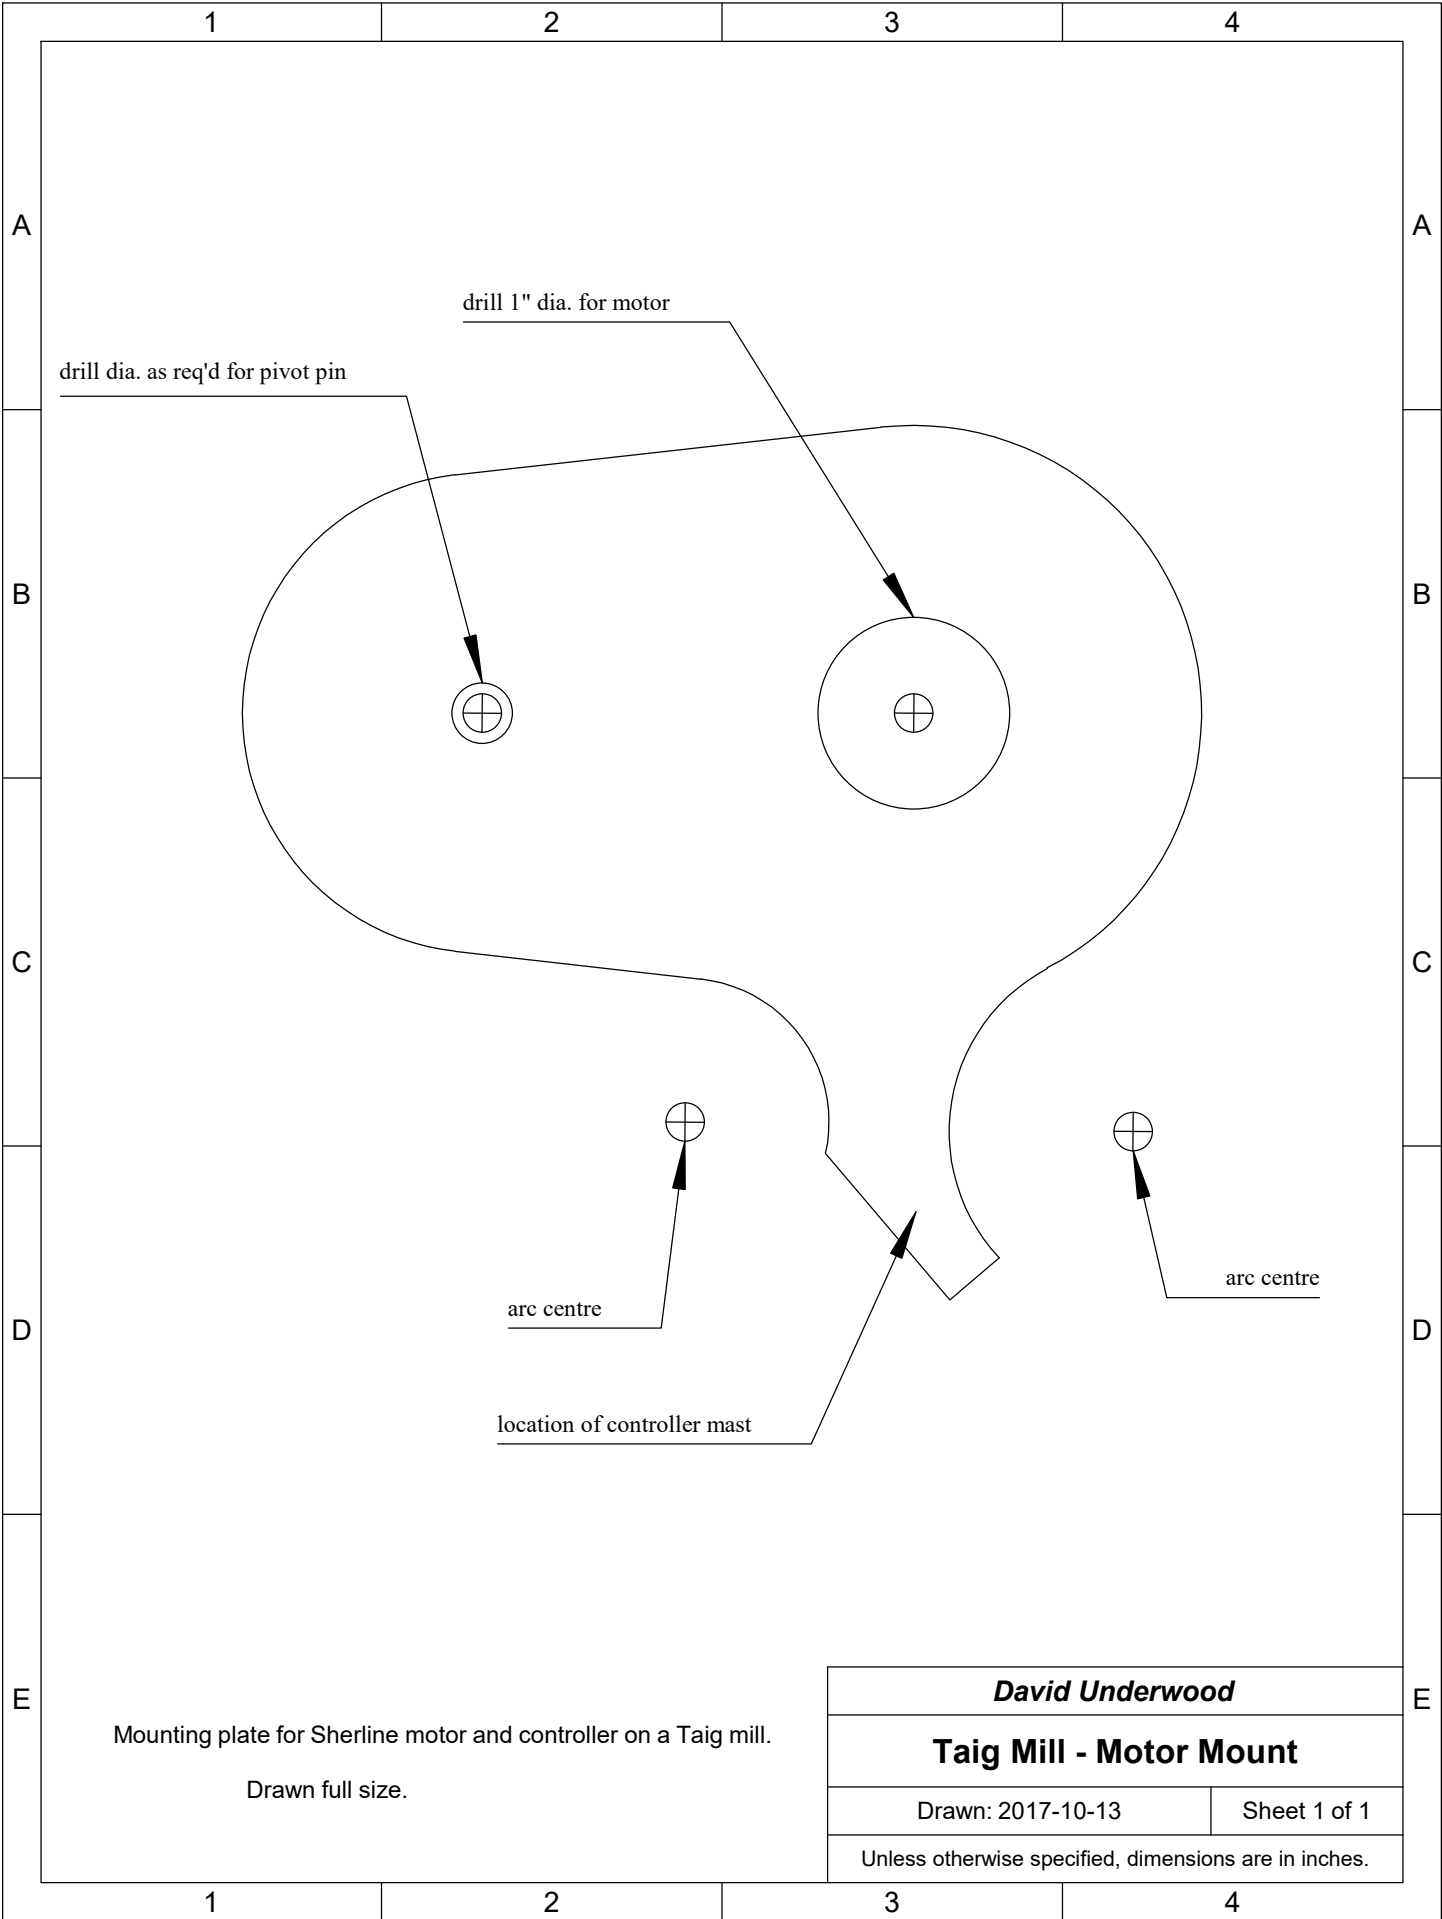 1 2 3 4
A A
drill 1" dia. for motor
drill dia. as req'd for pivot pin
B B
C C
arc centre
arc centre
D D
location of controller mast
E E
David Underwood
Mounting plate for Sherline motor and controller on a Taig mill.
Taig Mill - Motor Mount
Drawn full size.
Drawn: 2017-10-13 Sheet 1 of 1
Unless otherwise specified, dimensions are in inches.
1 2 3 4